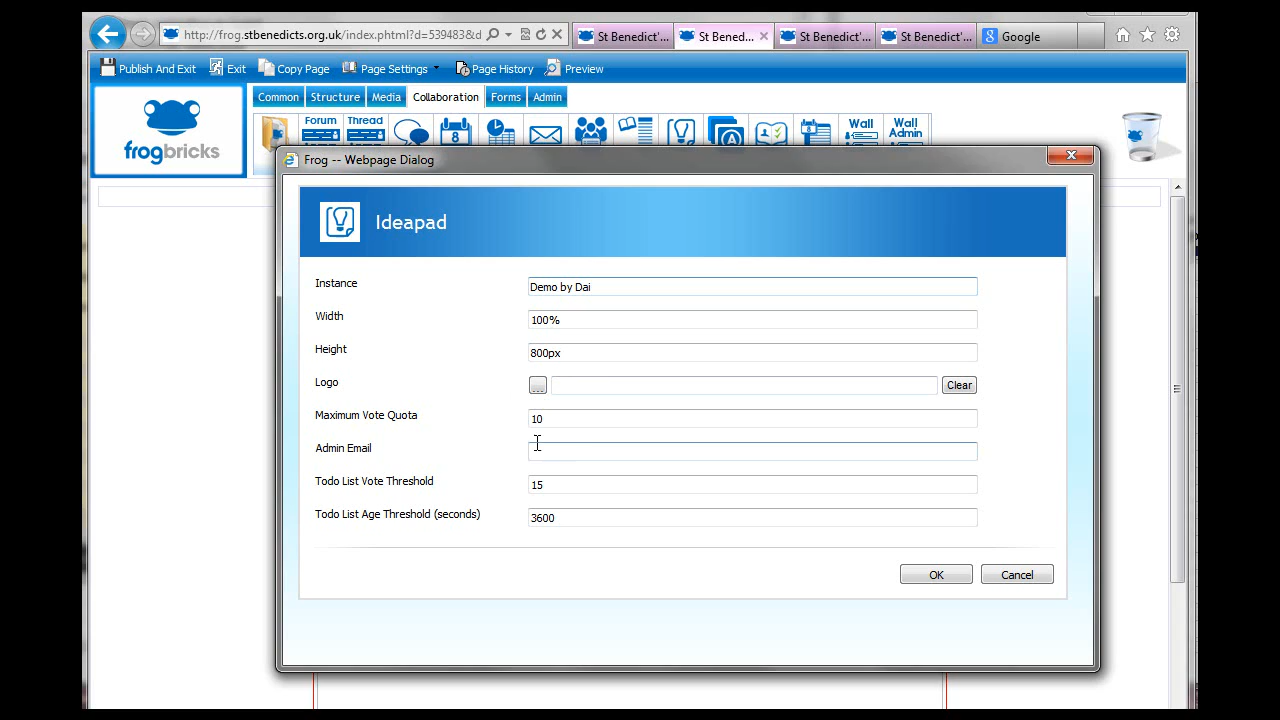 http://frog.stbenedicts.org.uk/index.phtml?d=539483&d
St Benedict'...
St Bened...
St Benedict'...
St Benedict'...
Google
Publish And Exit
Exit
Copy Page
Page Settings
Page History
Preview
frogbricks
Common
Structure
Media
Collaboration
Forms
Admin
Forum
Thread
8
A
Wall
Wall
Admin
Frog -- Webpage Dialog
Ideapad
Instance
Demo by Dai
Width
100%
Height
800px
Logo
...
Clear
Maximum Vote Quota
10
Admin Email
Todo List Vote Threshold
15
Todo List Age Threshold (seconds)
3600
OK
Cancel